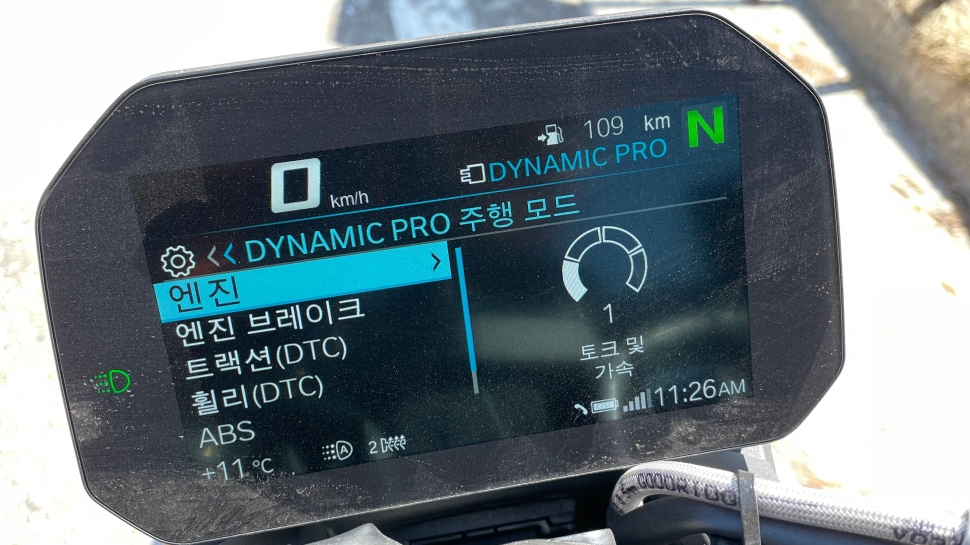 0 km/h
109 km
N
DYNAMIC PRO
DYNAMIC PRO 주행 모드
엔진
엔진 브레이크
트랙션(DTC)
휠리(DTC)
ABS
1
토크 및
가속
+11 °C
A
2
11:26AM
GOODRIDGE